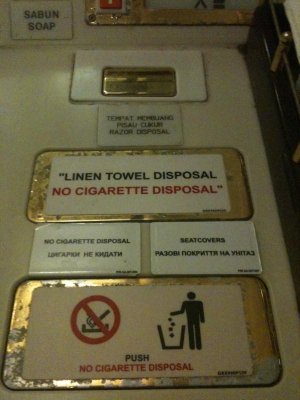 SABUN
SOAP
TEMPAT MEMBUANG
PISAU CUKUR
RAZOR DISPOSAL
"LINEN TOWEL DISPOSAL
NO CIGARETTE DISPOSAL"
NO CIGARETTE DISPOSAL
ЦИГАРКИ НЕ КИДАТИ
SEATCOVERS
РАЗОВІ ПОКРИТТЯ НА УНІТАЗ
PUSH
NO CIGARETTE DISPOSAL